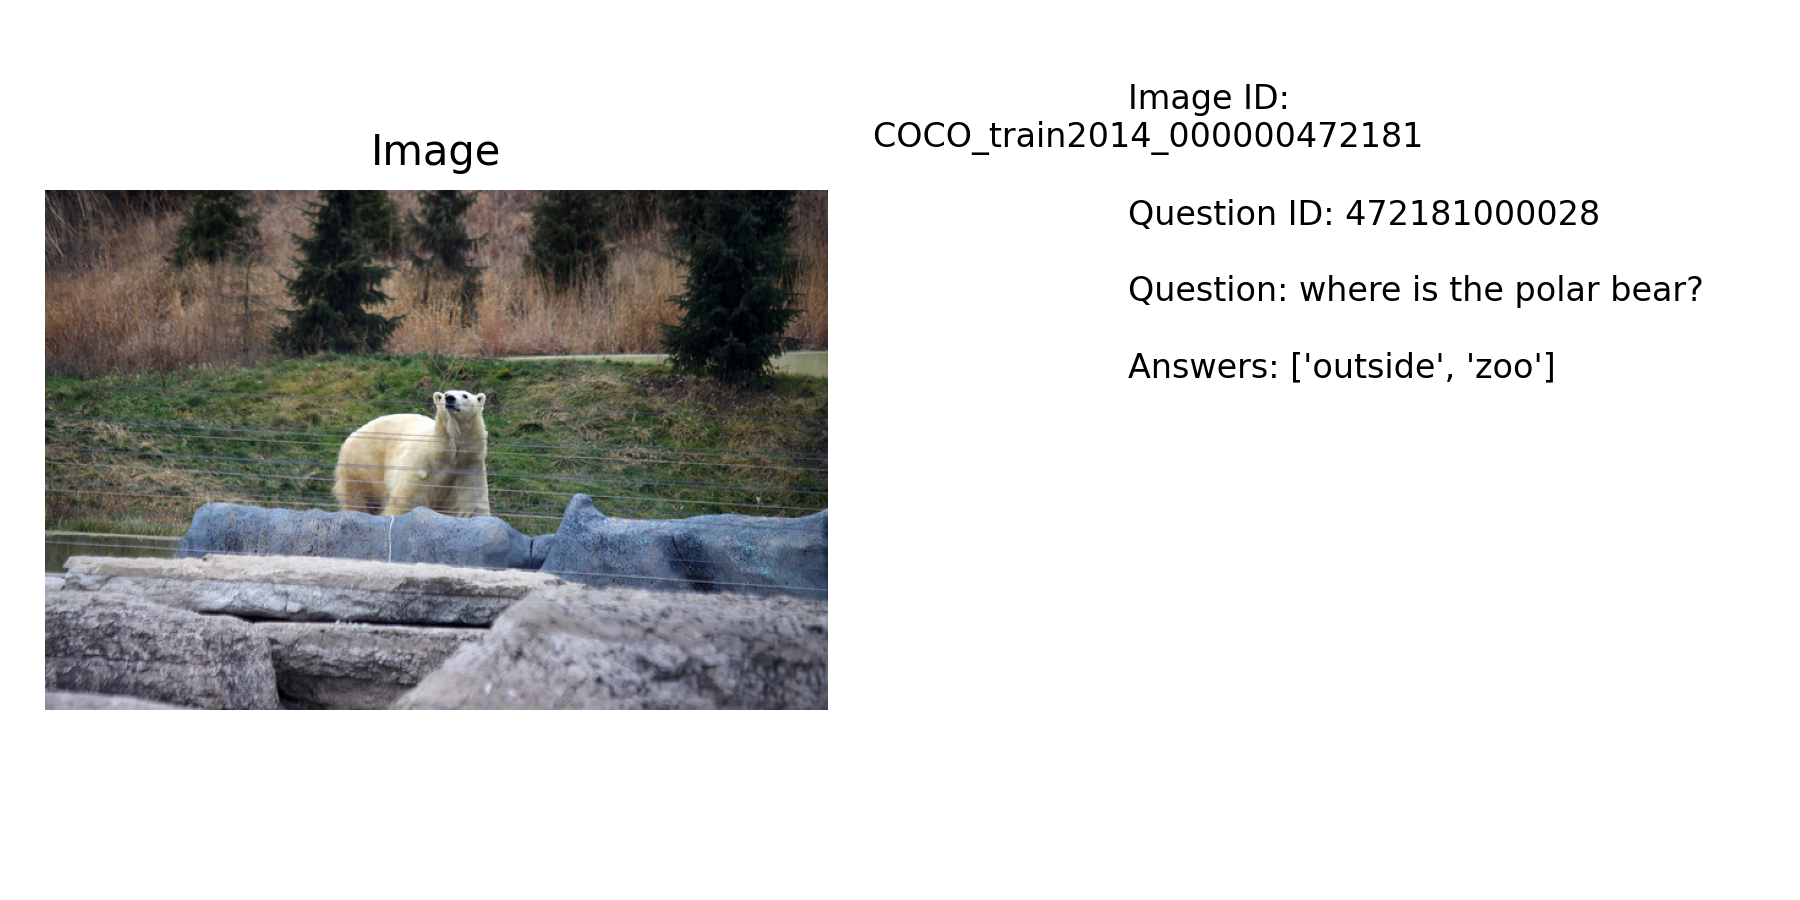 Image
Image ID:
COCO_train2014_000000472181
Question ID: 472181000028
Question: where is the polar bear?
Answers: ['outside', 'zoo']